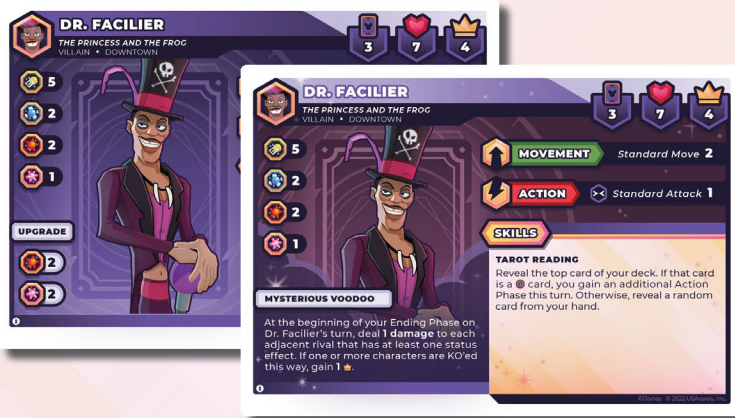 DR. FACILIER
THE PRINCESS AND THE FROG
VILLAIN • DOWNTOWN
3 7 4
5
2
2
1
UPGRADE
2
2
DR. FACILIER
THE PRINCESS AND THE FROG
VILLAIN • DOWNTOWN
3 7 4
5
2
2
1
MOVEMENT Standard Move 2
ACTION Standard Attack 1
SKILLS
TAROT READING
Reveal the top card of your deck. If that card
is a card, you gain an additional Action
Phase this turn. Otherwise, reveal a random
card from your hand.
MYSTERIOUS VOODOO
At the beginning of your Ending Phase on
Dr. Facilier's turn, deal 1 damage to each
adjacent rival that has at least one status
effect. If one or more characters are KO'ed
this way, gain 1
©Disney © 2022 USAopoly, Inc.